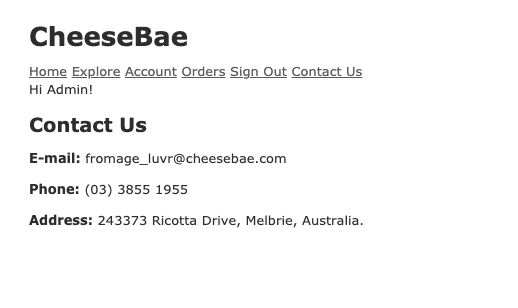 CheeseBae
Home Explore Account Orders Sign Out Contact Us
Hi Admin!
Contact Us
E-mail: fromage_luvr@cheesebae.com
Phone: (03) 3855 1955
Address: 243373 Ricotta Drive, Melbrie, Australia.